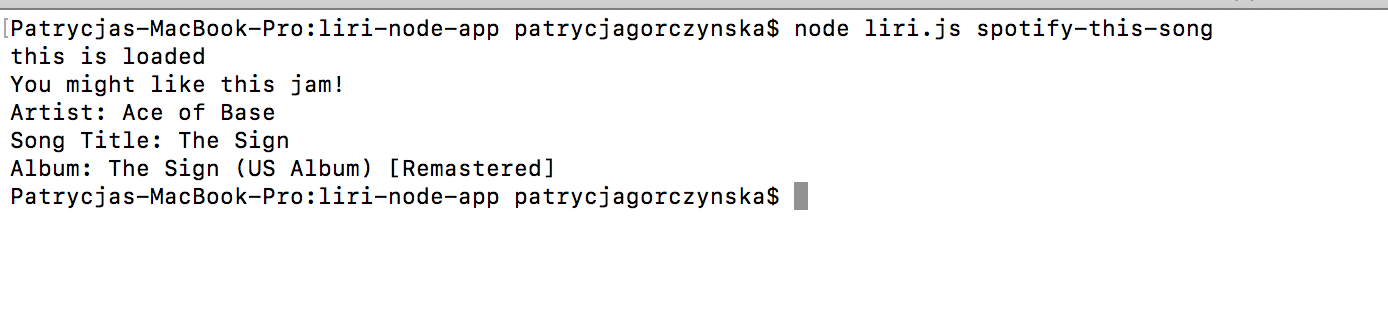 [Patrycjas-MacBook-Pro:liri-node-app patrycjagorczynska$ node liri.js spotify-this-song
this is loaded
You might like this jam!
Artist: Ace of Base
Song Title: The Sign
Album: The Sign (US Album) [Remastered]
Patrycjas-MacBook-Pro:liri-node-app patrycjagorczynska$